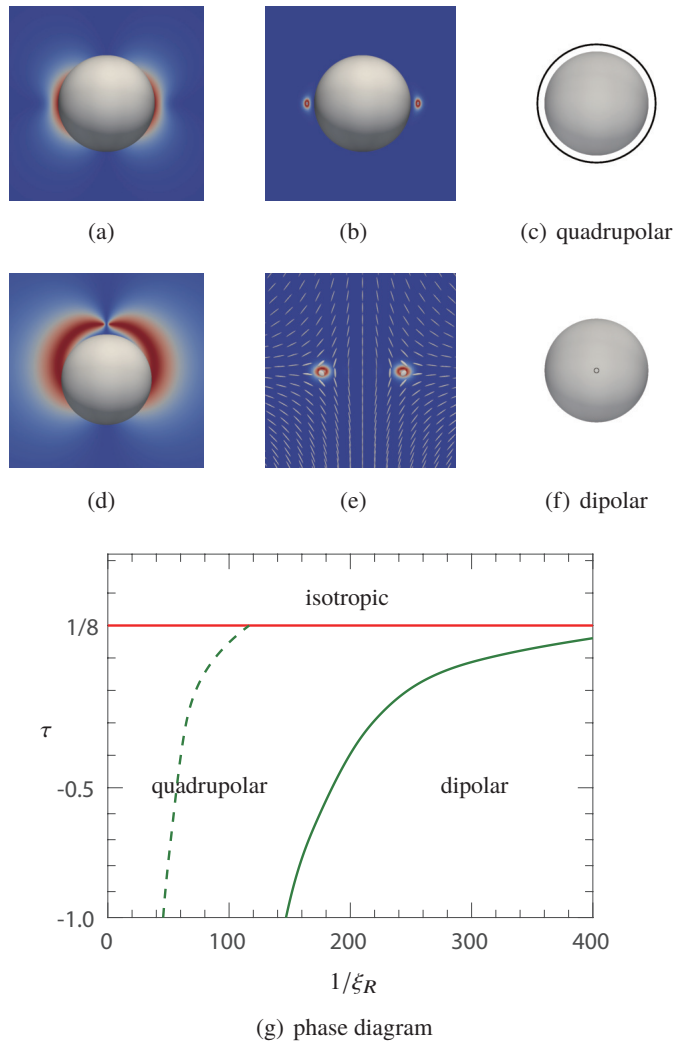 (a)
(b)
(c) quadrupolar
(d)
(e)
(f) dipolar
isotropic
1/8
τ
-0.5
quadrupolar
dipolar
-1.0
0
100
200
300
400
1/ξR
(g) phase diagram